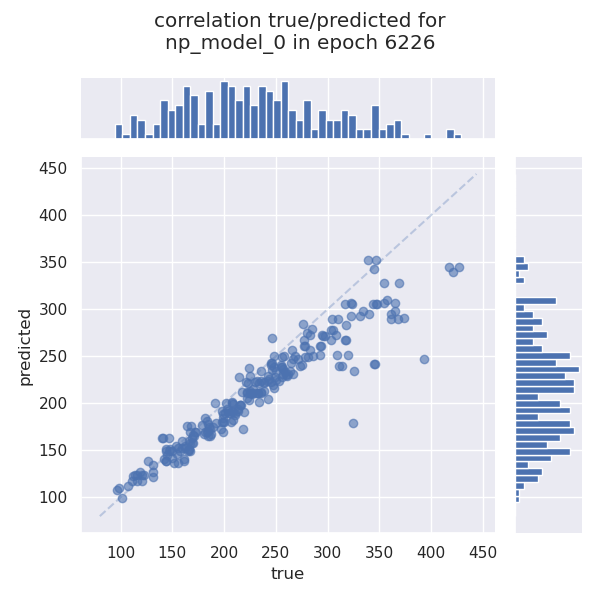 correlation true/predicted for
np_model_0 in epoch 6226
450
400
350
300
250
200
150
100
predicted
100 150 200 250 300 350 400 450
true